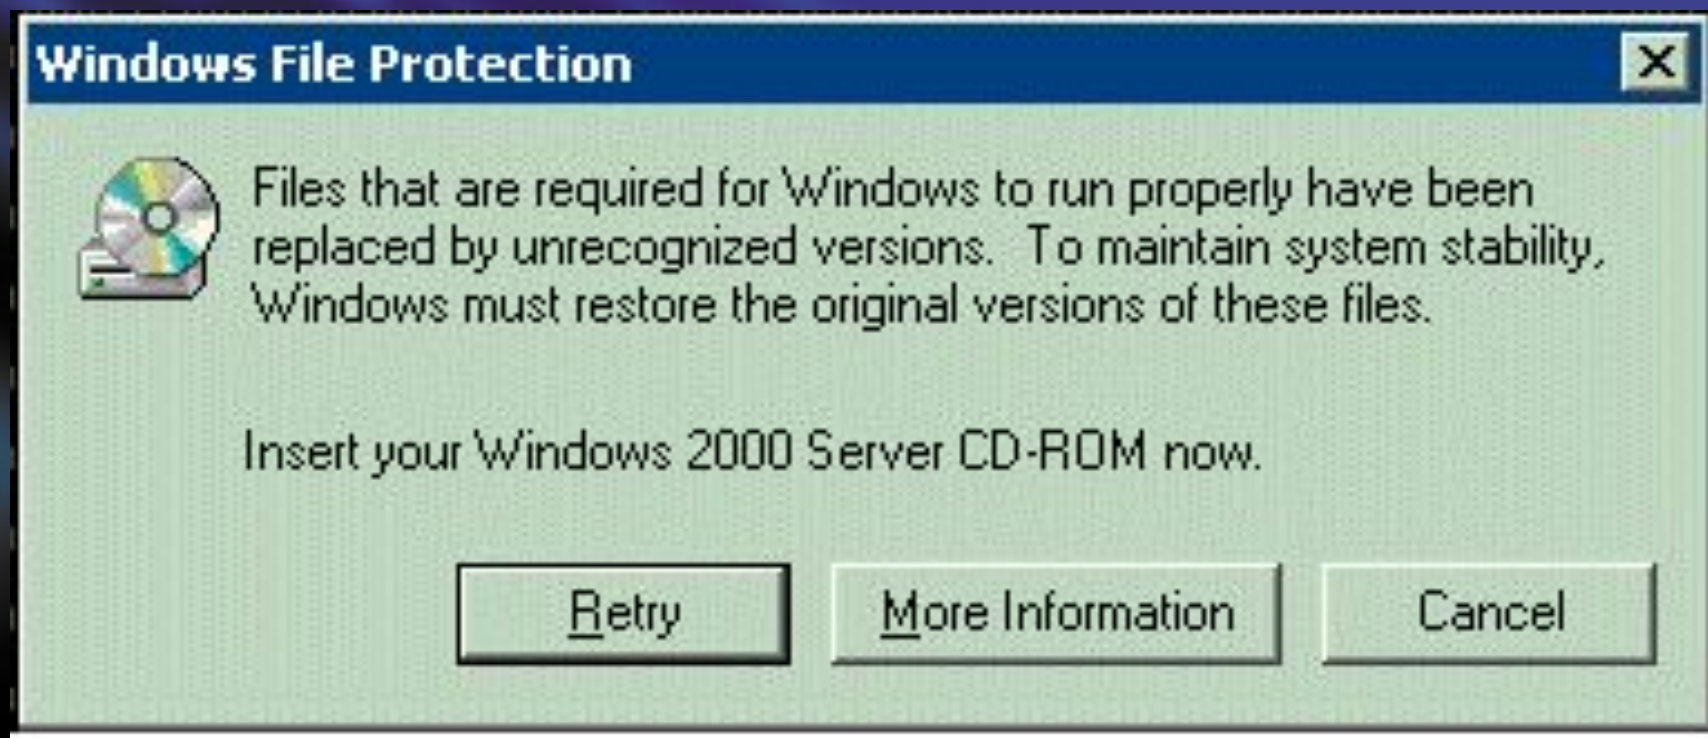 Windows File Protection
Files that are required for Windows to run properly have been
replaced by unrecognized versions.  To maintain system stability,
Windows must restore the original versions of these files.
Insert your Windows 2000 Server CD-ROM now.
Retry
More Information
Cancel